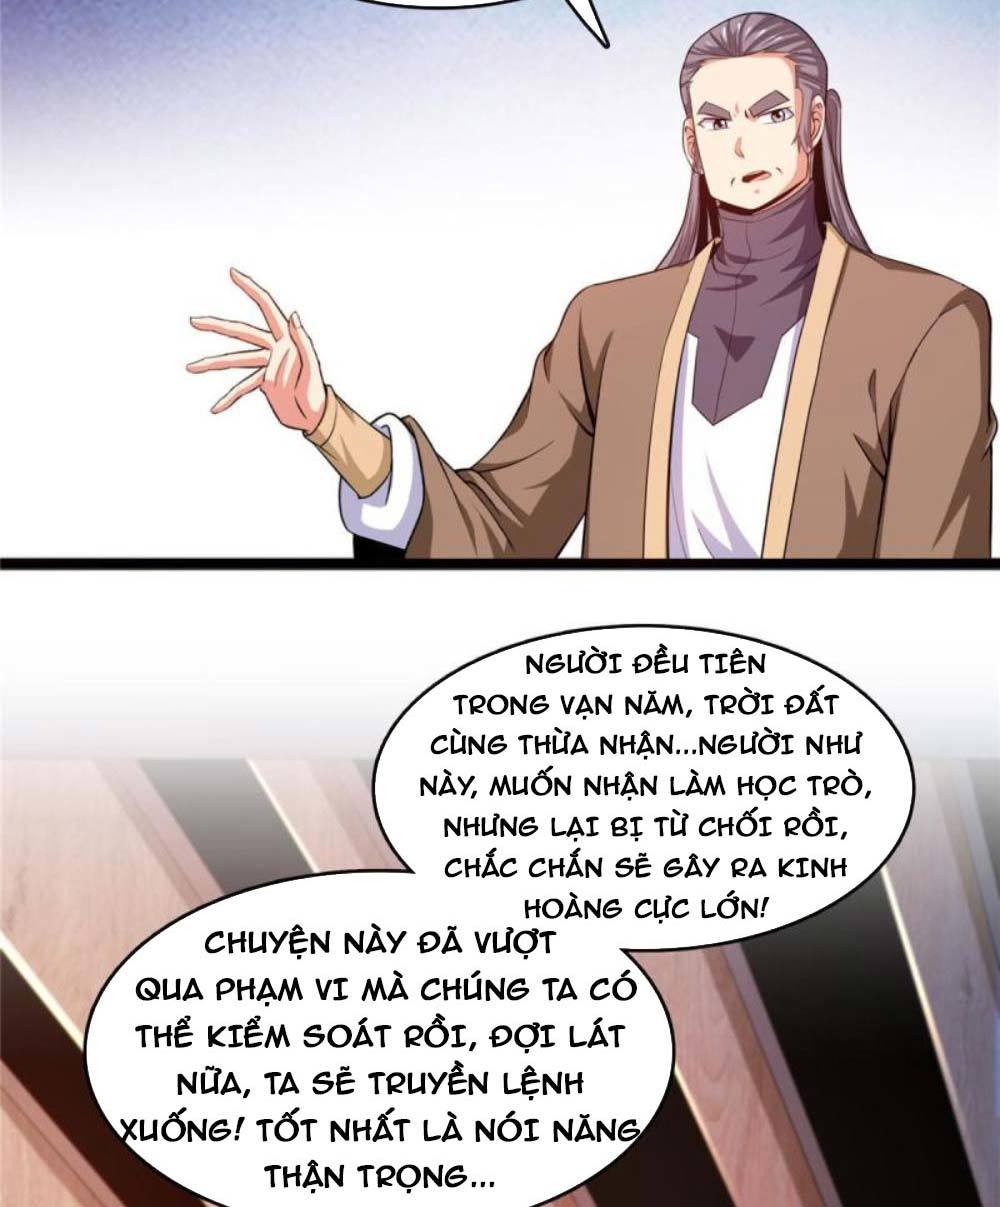 NGƯỜI ĐỀU TIÊN
TRONG VẠN NĂM, TRỜI ĐẤT
CÙNG THỪA NHẬN...NGƯỜI NHƯ
NÀY, MUỐN NHẬN LÀM HỌC TRÒ,
NHƯNG LẠI BỊ TỪ CHỐI RỒI,
CHẮC CHẮN SẼ GÂY RA KINH
HOÀNG CỰC LỚN!
CHUYỆN NÀY ĐÃ VƯỢT
QUA PHẠM VI MÀ CHÚNG TA CÓ
THỂ KIỂM SOÁT RỒI, ĐỢI LÁT
NỮA, TA SẼ TRUYỀN LỆNH
XUỐNG! TỐT NHẤT LÀ NÓI NĂNG
THẬN TRỌNG...